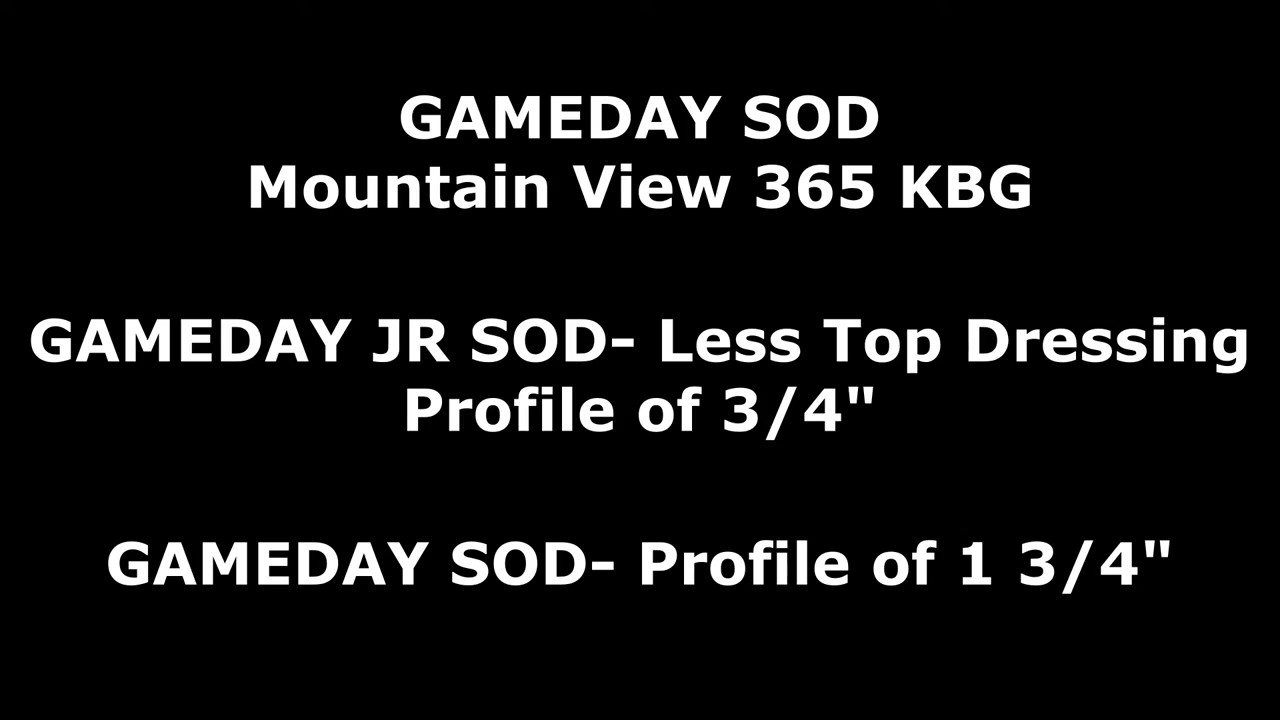 GAMEDAY SOD
Mountain View 365 KBG
GAMEDAY JR SOD- Less Top Dressing
Profile of 3/4"
GAMEDAY SOD- Profile of 1 3/4"